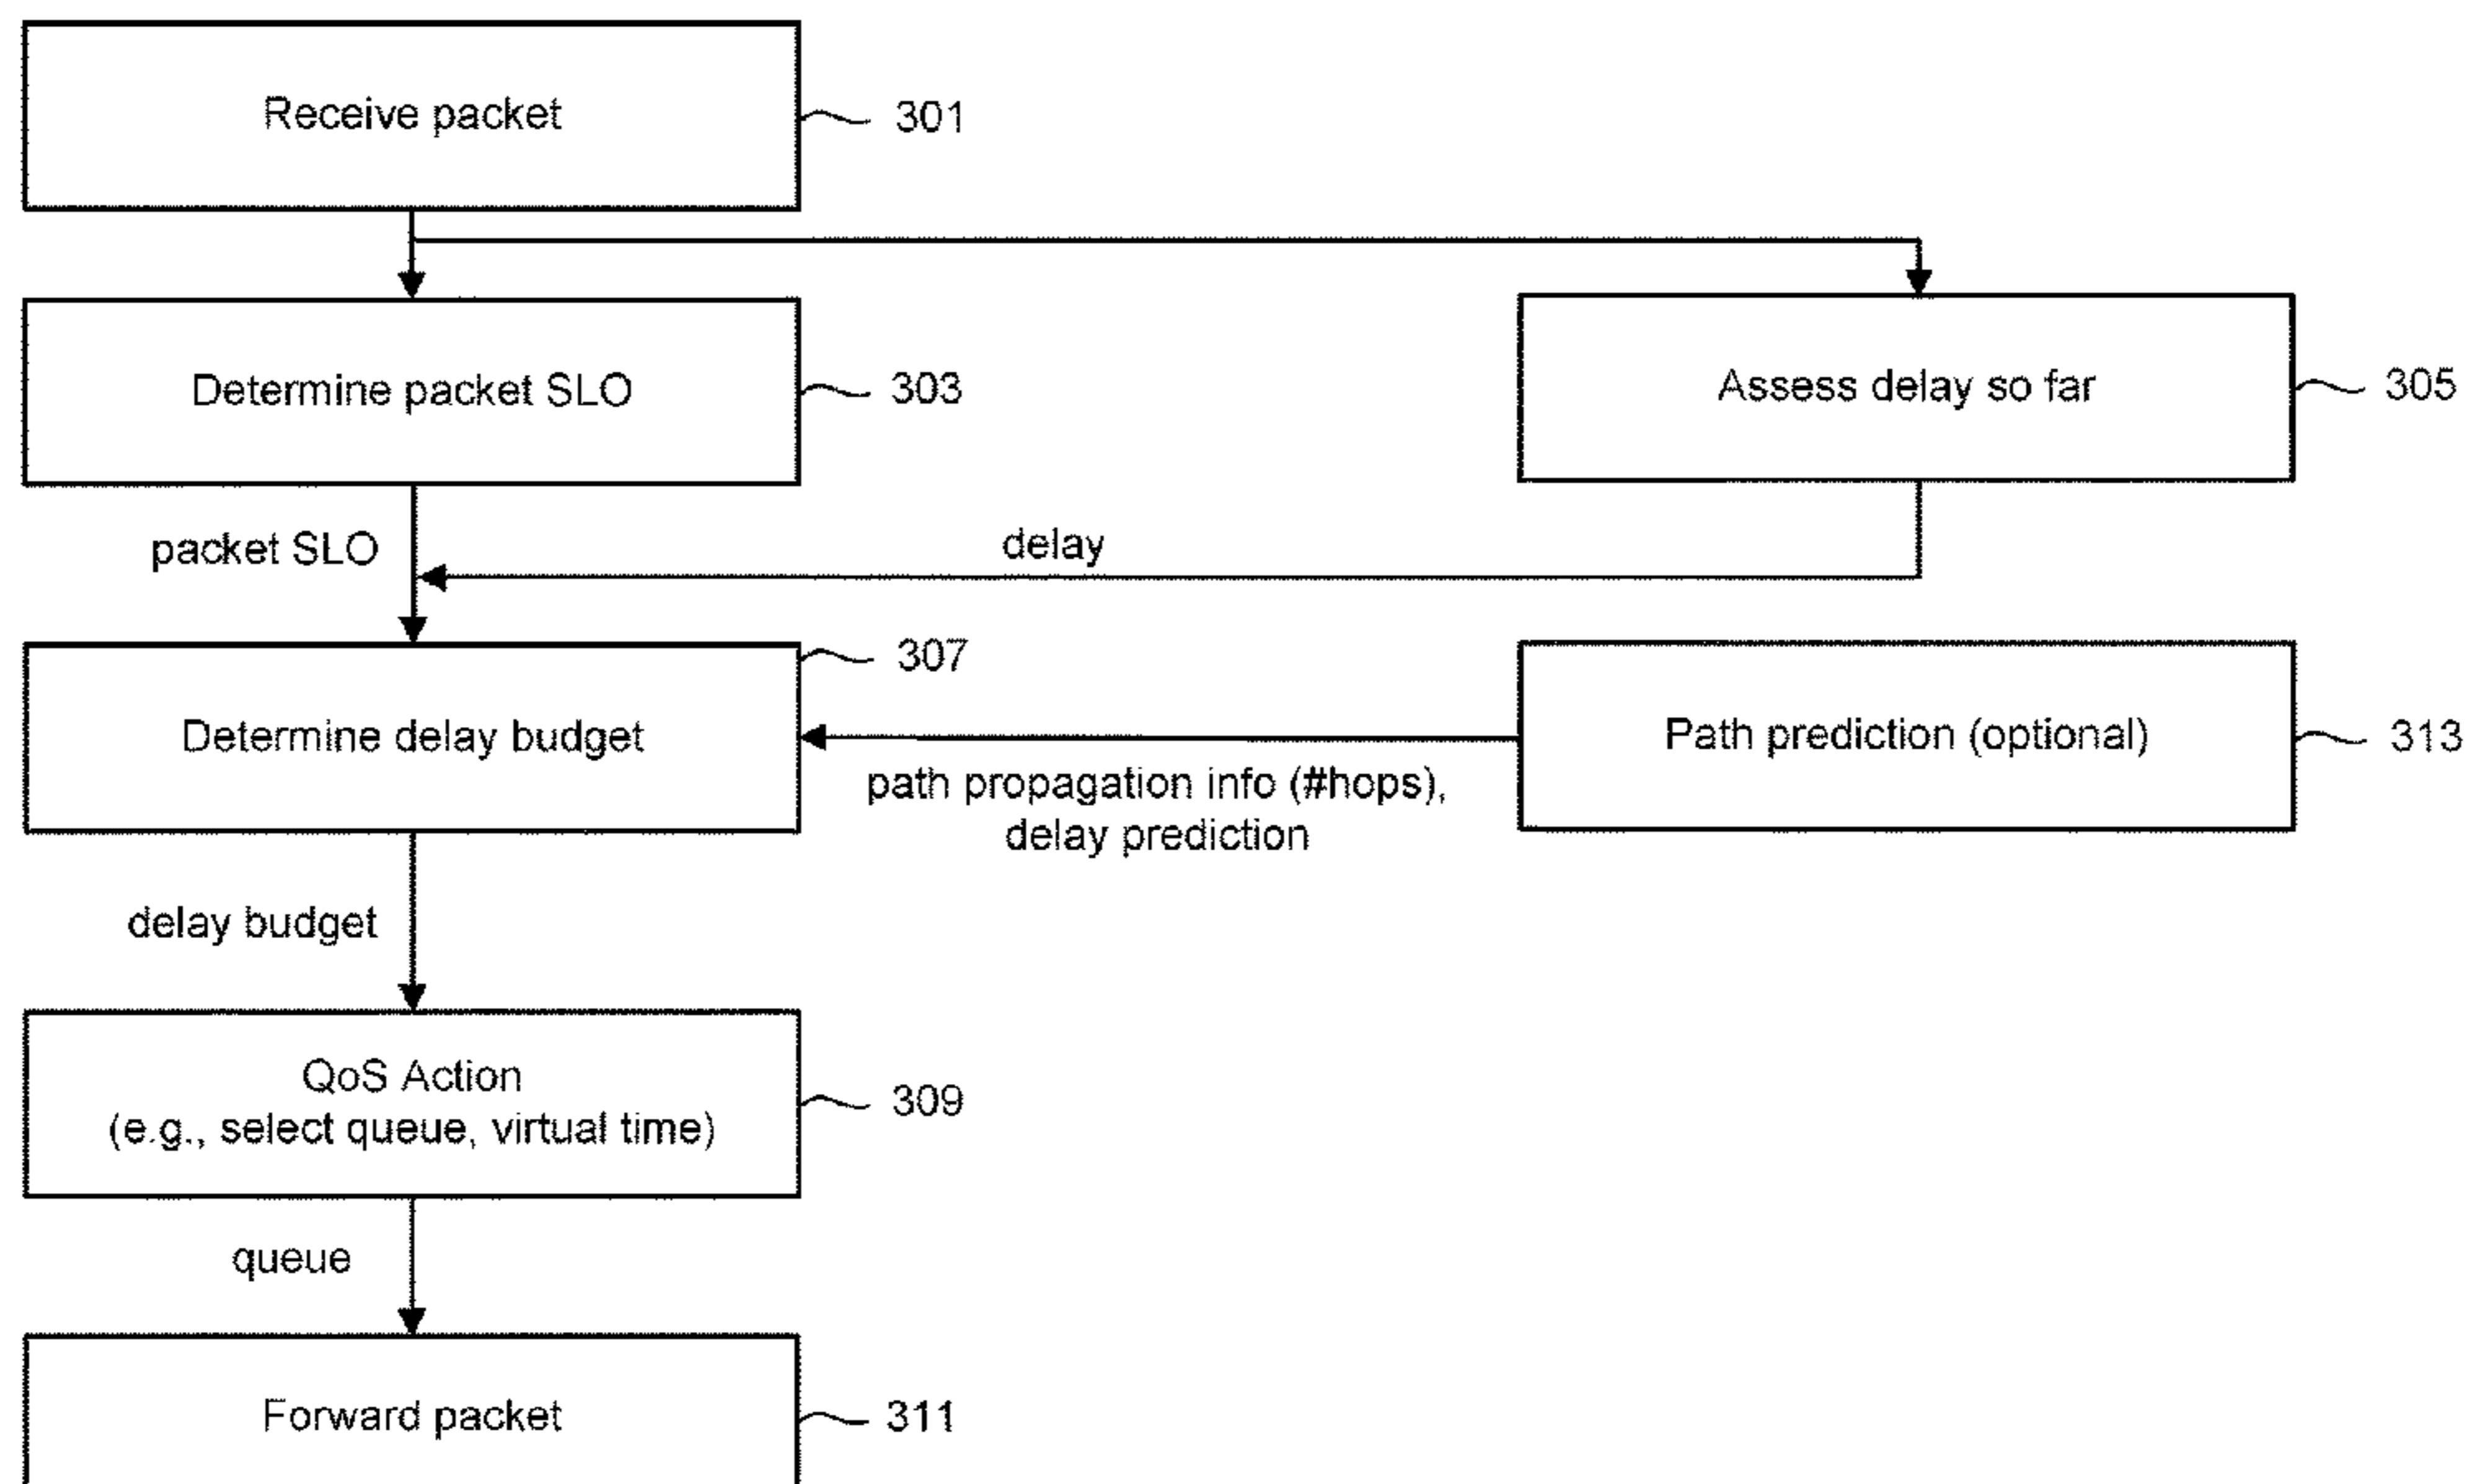 Receive packet
301
Determine packet SLO
303
Assess delay so far
305
packet SLO
delay
307
Determine delay budget
Path prediction (optional)
313
path propagation info (#hops),
delay prediction
delay budget
QoS Action
(e.g., select queue, virtual time)
309
queue
Forward packet
311